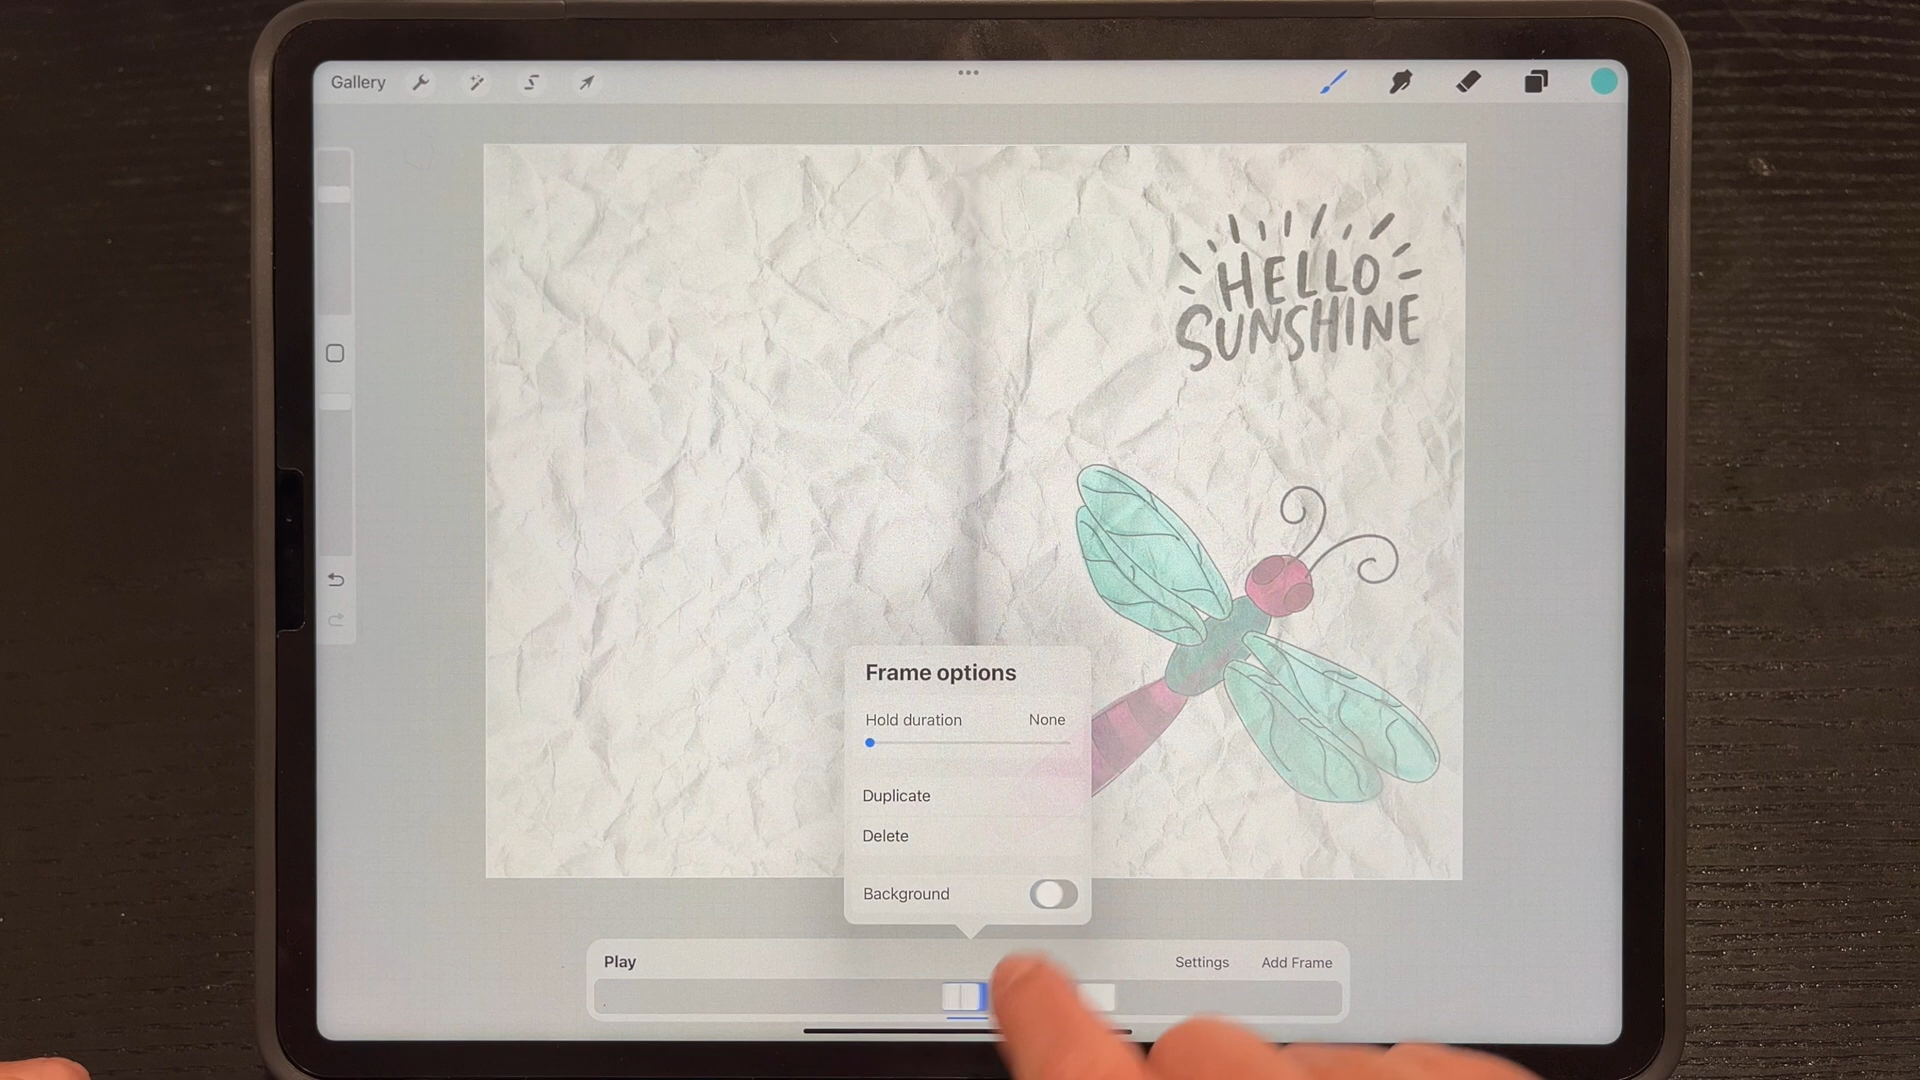 Gallery
HELLO
SUNSHINE
Frame options
Hold duration None
Duplicate
Delete
Background
Play Settings Add Frame